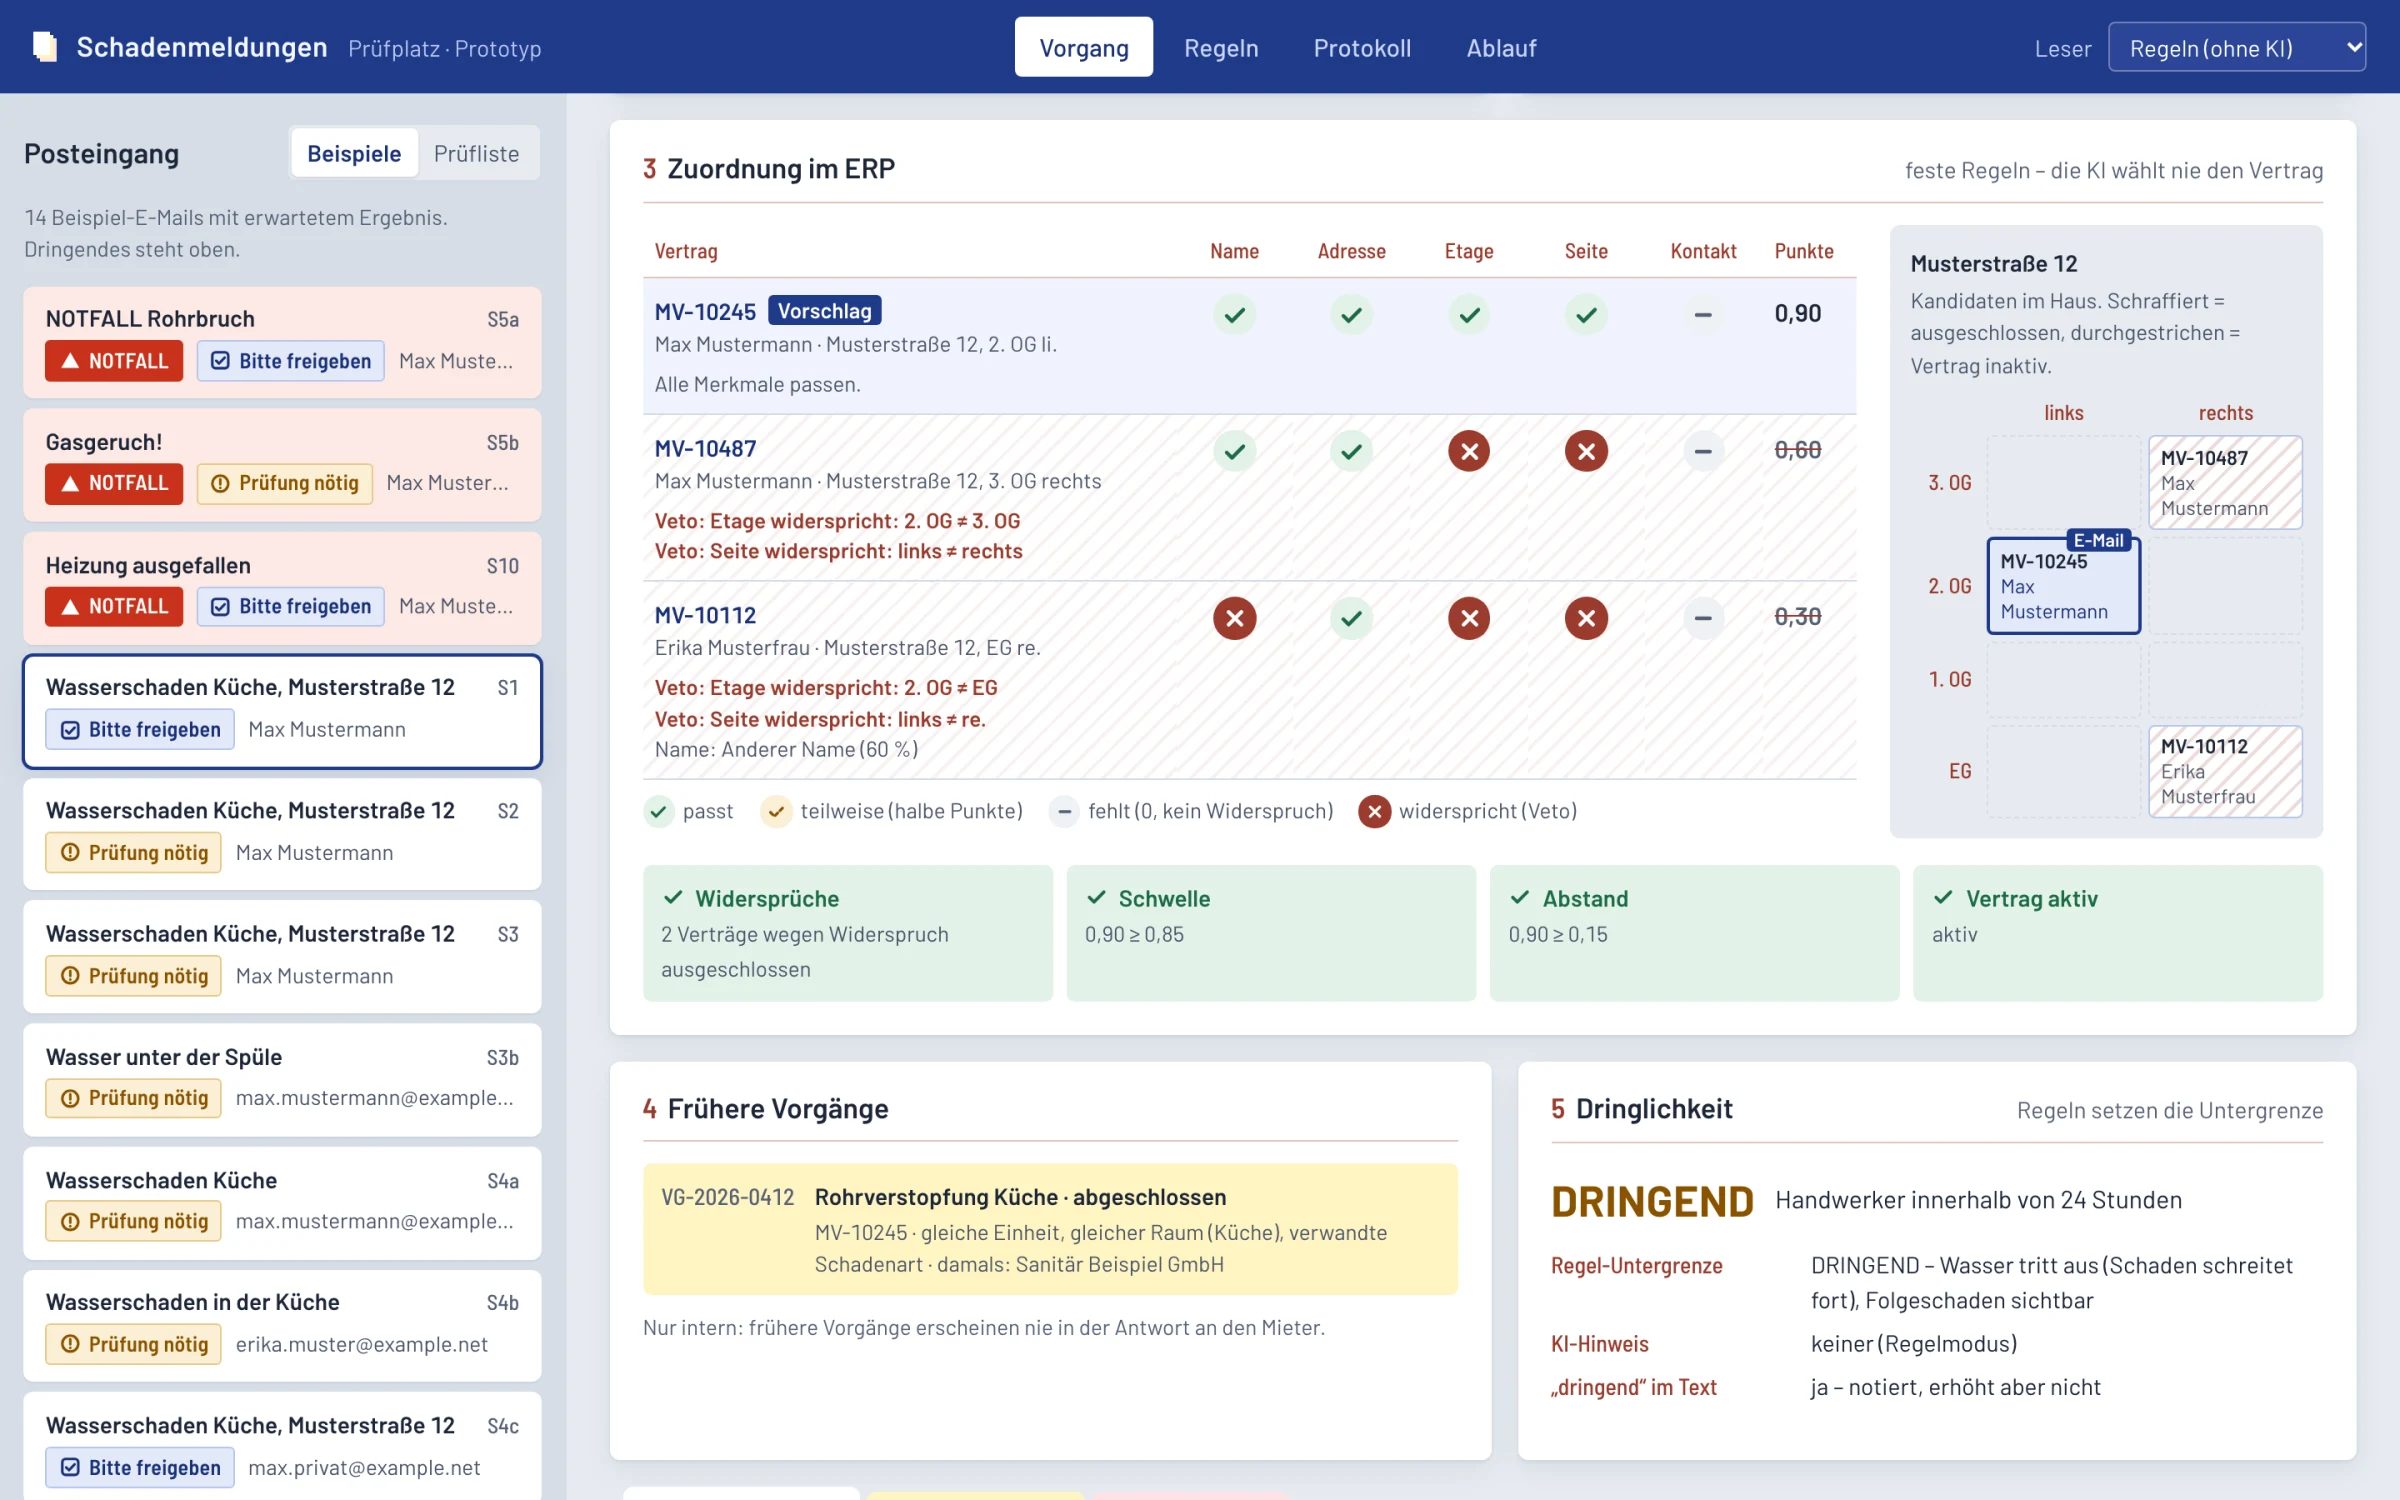 Schadenmeldungen Prüfplatz · Prototyp
Vorgang Regeln Protokoll Ablauf
Leser Regeln (ohne KI)
Posteingang
Beispiele Prüfliste
14 Beispiel-E-Mails mit erwartetem Ergebnis.
Dringendes steht oben.
NOTFALL Rohrbruch S5a
NOTFALL Bitte freigeben Max Muste...
Gasgeruch! S5b
NOTFALL Prüfung nötig Max Muster...
Heizung ausgefallen S10
NOTFALL Bitte freigeben Max Muste...
Wasserschaden Küche, Musterstraße 12 S1
Bitte freigeben Max Mustermann
Wasserschaden Küche, Musterstraße 12 S2
Prüfung nötig Max Mustermann
Wasserschaden Küche, Musterstraße 12 S3
Prüfung nötig Max Mustermann
Wasser unter der Spüle S3b
Prüfung nötig max.mustermann@example...
Wasserschaden Küche S4a
Prüfung nötig max.mustermann@example...
Wasserschaden in der Küche S4b
Prüfung nötig erika.muster@example.net
Wasserschaden Küche, Musterstraße 12 S4c
Bitte freigeben max.privat@example.net
3 Zuordnung im ERP
feste Regeln – die KI wählt nie den Vertrag
Vertrag Name Adresse Etage Seite Kontakt Punkte
MV-10245 Vorschlag 0,90
Max Mustermann · Musterstraße 12, 2. OG li.
Alle Merkmale passen.
MV-10487 0,60
Max Mustermann · Musterstraße 12, 3. OG rechts
Veto: Etage widerspricht: 2. OG ≠ 3. OG
Veto: Seite widerspricht: links ≠ rechts
MV-10112 0,30
Erika Musterfrau · Musterstraße 12, EG re.
Veto: Etage widerspricht: 2. OG ≠ EG
Veto: Seite widerspricht: links ≠ re.
Name: Anderer Name (60 %)
passt teilweise (halbe Punkte) fehlt (0, kein Widerspruch) widerspricht (Veto)
Musterstraße 12
Kandidaten im Haus. Schraffiert =
ausgeschlossen, durchgestrichen =
Vertrag inaktiv.
links rechts
3. OG
MV-10487
Max
Mustermann
2. OG
E-Mail
MV-10245
Max
Mustermann
1. OG
EG
MV-10112
Erika
Musterfrau
Widersprüche
2 Verträge wegen Widerspruch
ausgeschlossen
Schwelle
0,90 ≥ 0,85
Abstand
0,90 ≥ 0,15
Vertrag aktiv
aktiv
4 Frühere Vorgänge
VG-2026-0412 Rohrverstopfung Küche · abgeschlossen
MV-10245 · gleiche Einheit, gleicher Raum (Küche), verwandte
Schadenart · damals: Sanitär Beispiel GmbH
Nur intern: frühere Vorgänge erscheinen nie in der Antwort an den Mieter.
5 Dringlichkeit
Regeln setzen die Untergrenze
DRINGEND Handwerker innerhalb von 24 Stunden
Regel-Untergrenze DRINGEND – Wasser tritt aus (Schaden schreitet
fort), Folgeschaden sichtbar
KI-Hinweis keiner (Regelmodus)
„dringend“ im Text ja – notiert, erhöht aber nicht